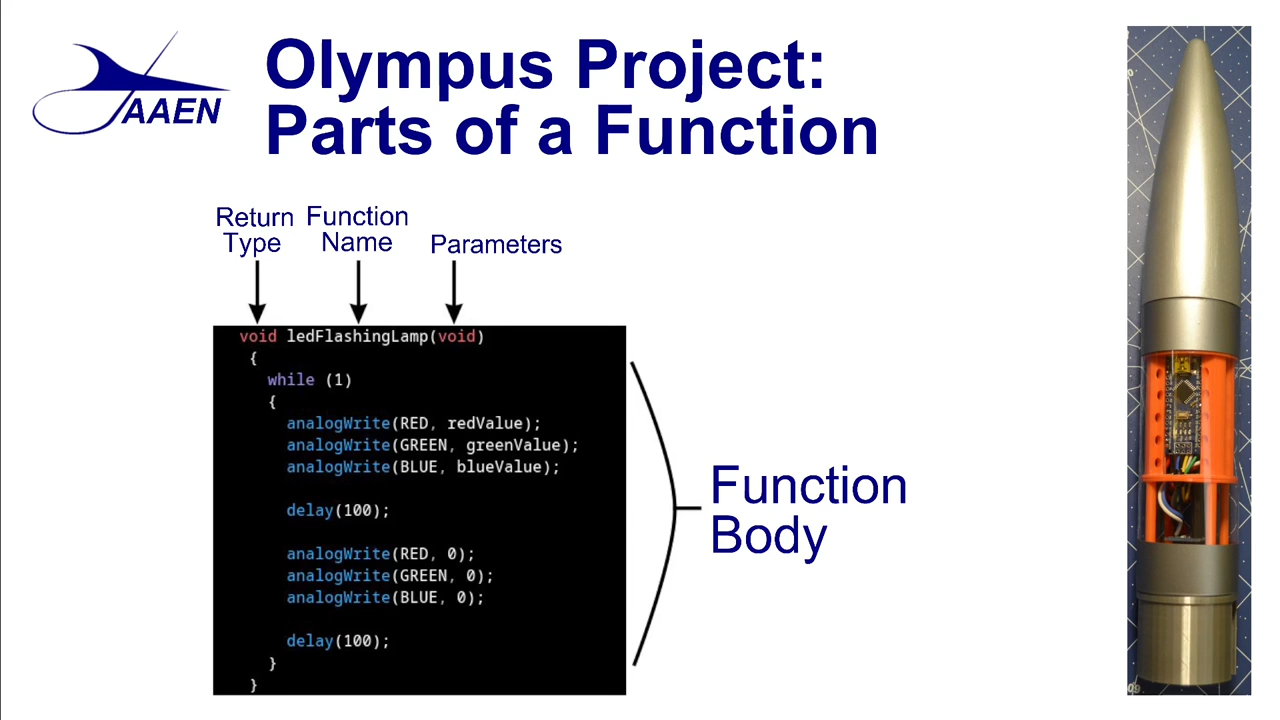 AAEN
Olympus Project:
Parts of a Function
Return
Type
Function
Name
Parameters
void ledFlashingLamp(void)
{
while (1)
{
analogWrite(RED, redValue);
analogWrite(GREEN, greenValue);
analogWrite(BLUE, blueValue);
delay(100);
analogWrite(RED, 0);
analogWrite(GREEN, 0);
analogWrite(BLUE, 0);
delay(100);
}
}
Function
Body